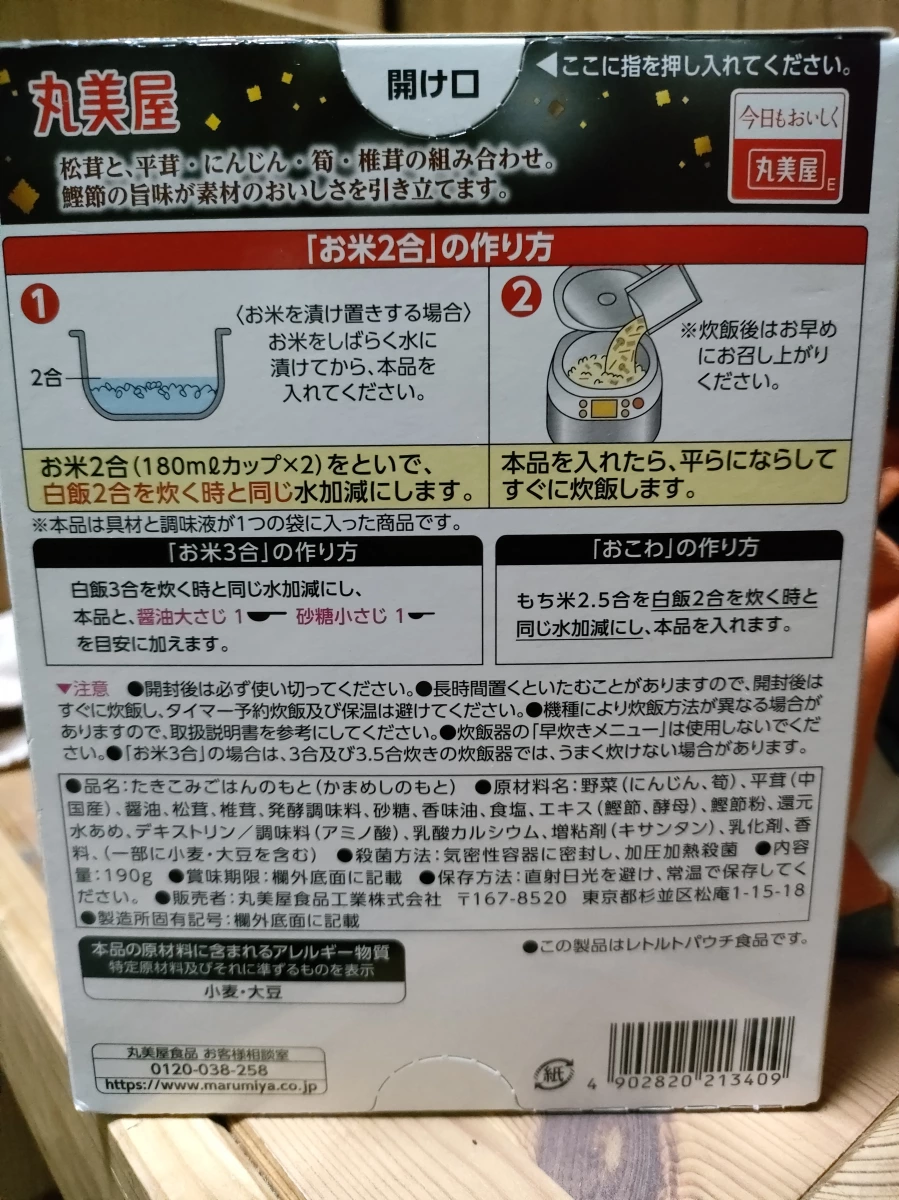 丸美屋
開け口
◀ここに指を押し入れてください。
今日もおいしく
丸美屋
E
松茸と、平茸・にんじん・筍・椎茸の組み合わせ。
鰹節の旨味が素材のおいしさを引き立てます。
「お米2合」の作り方
1
〈お米を漬け置きする場合〉
お米をしばらく水に
漬けてから、本品を
入れてください。
2合
お米2合(180mℓカップ×2)をといで、
白飯2合を炊く時と同じ水加減にします。
2
※炊飯後はお早め
にお召し上がり
ください。
本品を入れたら、平らにならして
すぐに炊飯します。
※本品は具材と調味液が1つの袋に入った商品です。
「お米3合」の作り方
白飯3合を炊く時と同じ水加減にし、
本品と、醤油大さじ1 砂糖小さじ1
を目安に加えます。
「おこわ」の作り方
もち米2.5合を白飯2合を炊く時と
同じ水加減にし、本品を入れます。
▼注意 ●開封後は必ず使い切ってください。●長時間置くといたむことがありますので、開封後は
すぐに炊飯し、タイマー予約炊飯及び保温は避けてください。●機種により炊飯方法が異なる場合が
ありますので、取扱説明書を参考にしてください。●炊飯器の「早炊きメニュー」は使用しないでくだ
さい。●「お米3合」の場合は、3合及び3.5合炊きの炊飯器では、うまく炊けない場合があります。
●品名:たきこみごはんのもと(かまめしのもと) ●原材料名:野菜(にんじん、筍)、平茸(中
国産)、醤油、松茸、椎茸、発酵調味料、砂糖、香味油、食塩、エキス(鰹節、酵母)、鰹節粉、還元
水あめ、デキストリン/調味料(アミノ酸)、乳酸カルシウム、増粘剤(キサンタン)、乳化剤、香
料、(一部に小麦・大豆を含む) ●殺菌方法:気密性容器に密封し、加圧加熱殺菌 ●内容
量:190g ●賞味期限:欄外底面に記載 ●保存方法:直射日光を避け、常温で保存してく
ださい。 ●販売者:丸美屋食品工業株式会社 〒167-8520 東京都杉並区松庵1-15-18
●製造所固有記号:欄外底面に記載
本品の原材料に含まれるアレルギー物質
特定原材料及びそれに準ずるものを表示
小麦・大豆
●この製品はレトルトパウチ食品です。
丸美屋食品 お客様相談室
0120-038-258
https://www.marumiya.co.jp
紙
4 902820 213409